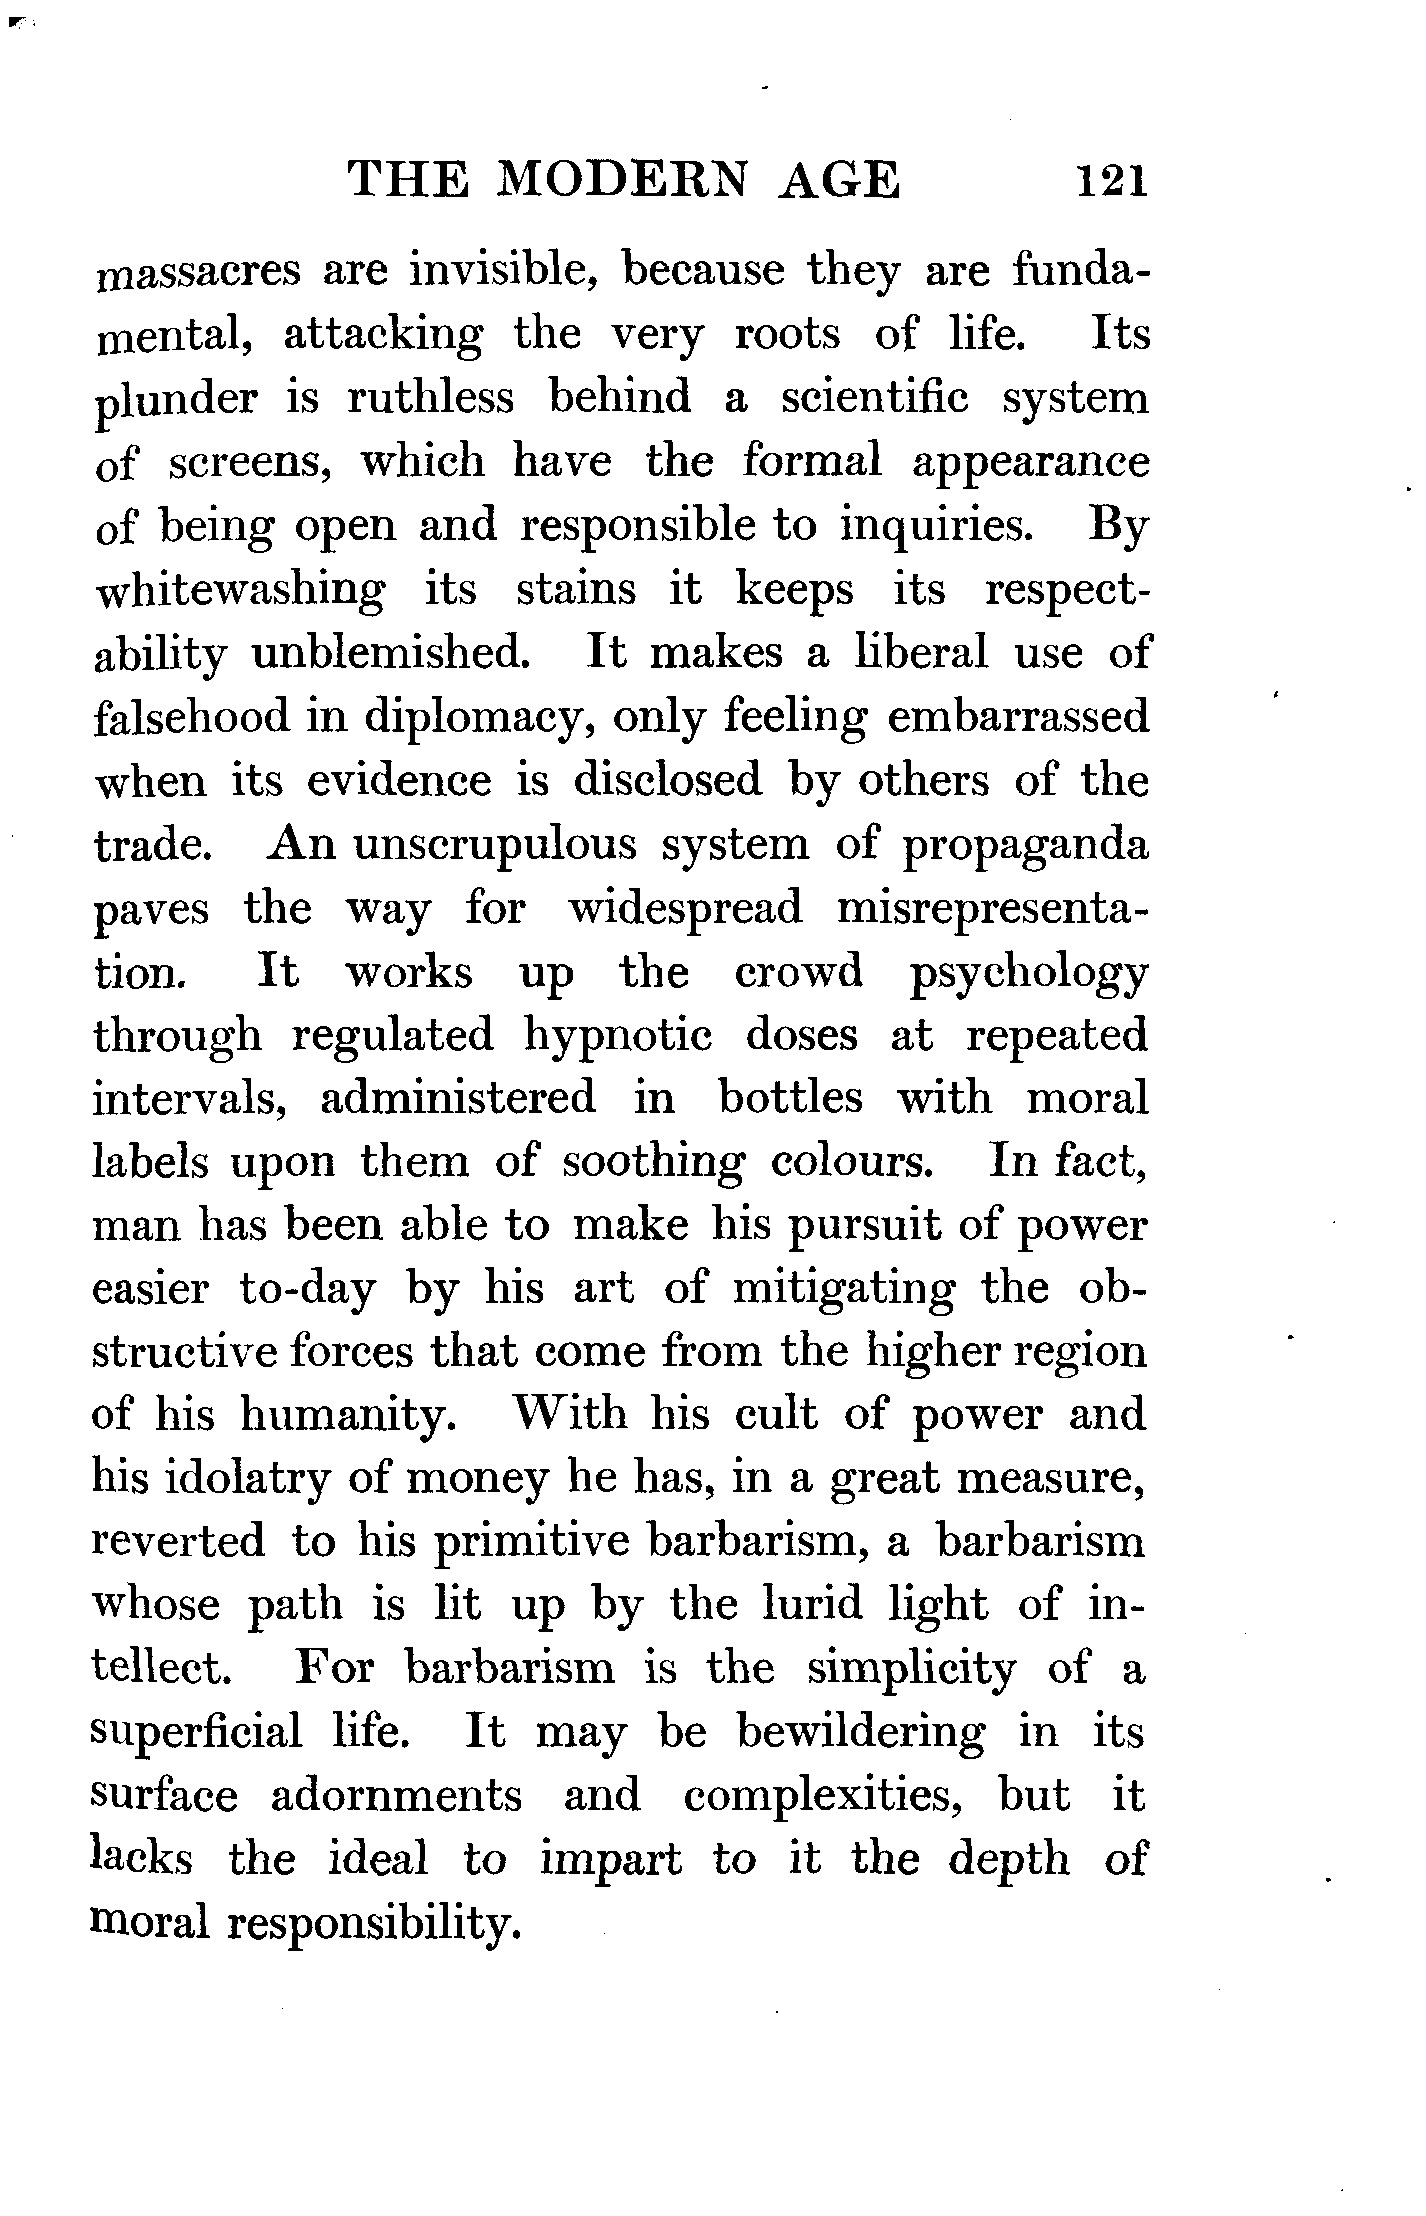 THE MODERN AGE 121
massacres are invisible, because they are funda-
mental, attacking the very roots of life. Its
plunder is ruthless behind a scientific system
of screens, which have the formal appearance
of being open and responsible to inquiries. By
whitewashing its stains it keeps its respect-
ability unblemished. It makes a liberal use of
falsehood in diplomacy, only feeling embarrassed
when its evidence is disclosed by others of the
trade. An unscrupulous system of propaganda
paves the way for widespread misrepresenta-
tion. It works up the crowd psychology
through regulated hypnotic doses at repeated
intervals, administered in bottles with moral
labels upon them of soothing colours. In fact,
man has been able to make his pursuit of power
easier to-day by his art of mitigating the ob-
structive forces that come from the higher region
of his humanity. With his cult of power and
his idolatry of money he has, in a great measure,
reverted to his primitive barbarism, a barbarism
whose path is lit up by the lurid light of in-
tellect. For barbarism is the simplicity of a
superficial life. It may be bewildering in its
surface adornments and complexities, but it
lacks the ideal to impart to it the depth of
moral responsibility.